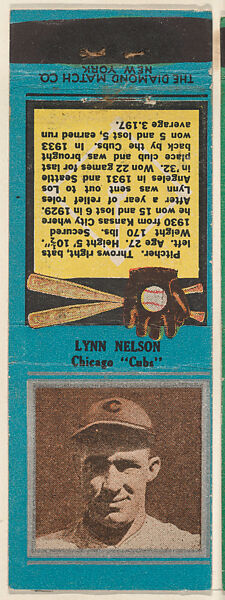 THE DIAMOND MATCH CO.
NEW YORK
Pitcher. Throws right, bats
left. Age 27. Height 5', 10½".
Weight 170 lbs. Secured
1930 from Kansas City where
he won 15 and lost 6 in 1929.
After a year of relief roles
Lynn was sent out to Los
Angeles in 1931 and Seattle
in '32. Won 22 games for last
place club and was brought
back by the Cubs. In 1933
won 5 and lost 5, earned run
average 3.197.
LYNN NELSON
Chicago "Cubs"
C